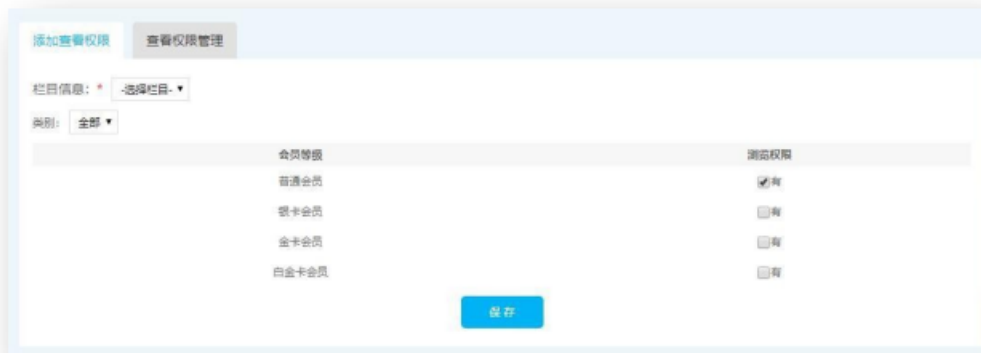 添加查看权限 查看权限管理
栏目信息：* -选择栏目-
类别： 全部
会员等级 浏览权限
普通会员 有
银卡会员 有
金卡会员 有
白金卡会员 有
保存